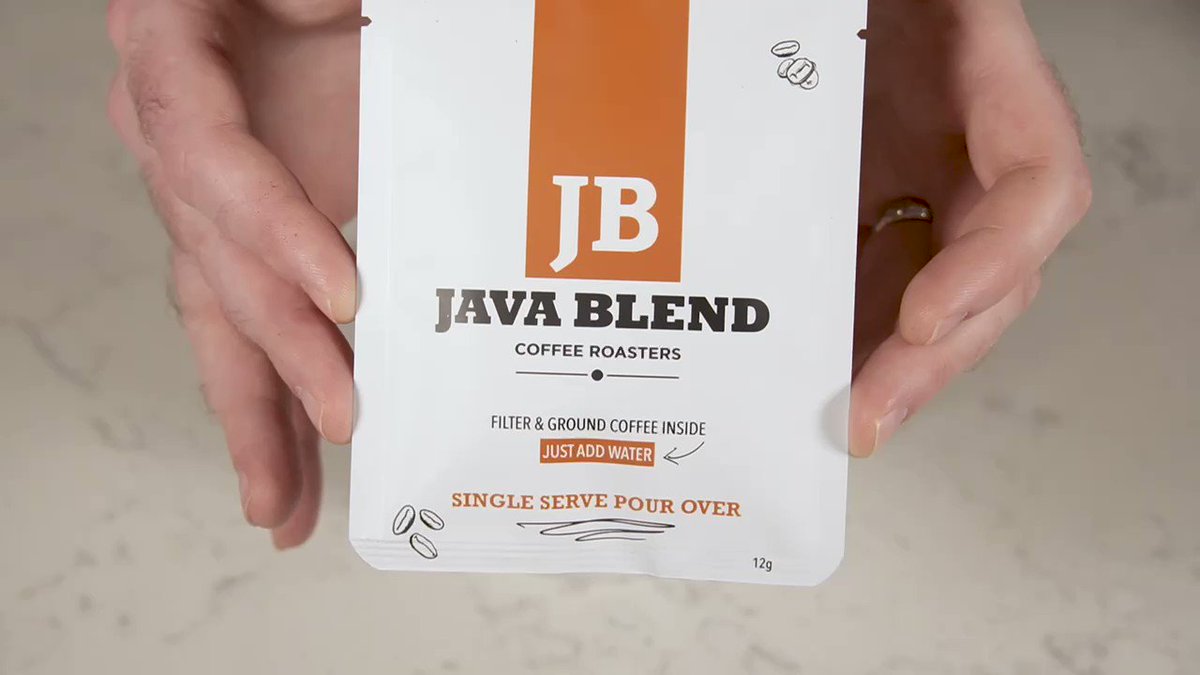 JB
JAVA BLEND
COFFEE ROASTERS
FILTER & GROUND COFFEE INSIDE
JUST ADD WATER
SINGLE SERVE POUR OVER
12g